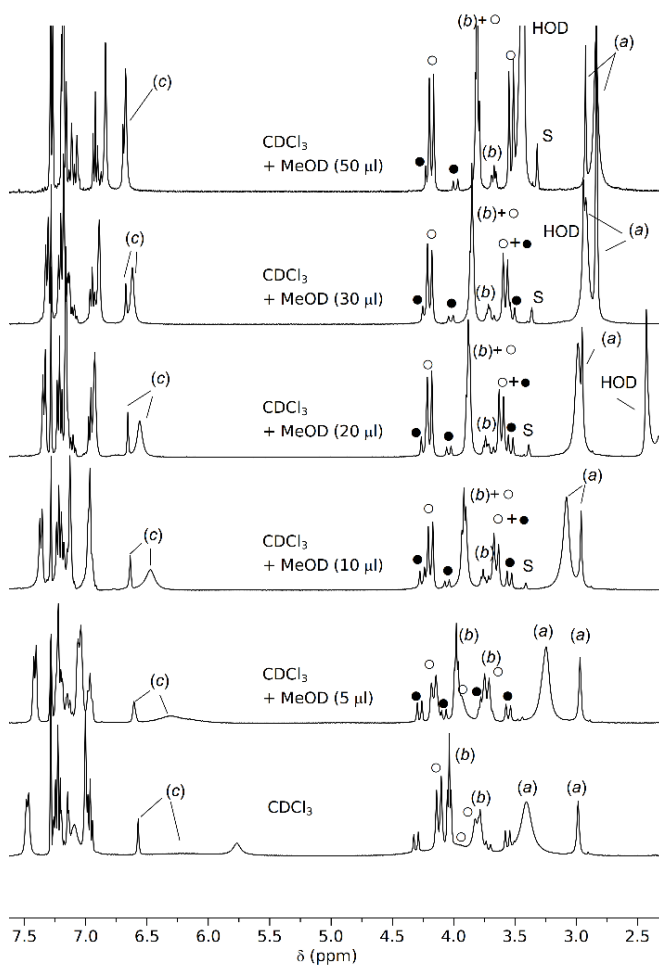 (b)+ ○ HOD
(c) ○ ○ (a)
CDCl3
+ MeOD (50 µl)
● ● (b) S
(b)+ ○
(c) ○ ○+● HOD (a)
CDCl3
+ MeOD (30 µl)
● ● (b) ● S
(b)+ ○
(c) ○ ○+● (a)
HOD
CDCl3
+ MeOD (20 µl)
● ● (b) ● S
(b)+ ○
(c) ○ ○+● (a)
CDCl3
+ MeOD (10 µl)
● ● (b) ● S
(c) ○ (b) (b) ○ (a) (a)
CDCl3
+ MeOD (5 µl)
● ● ○ ● ●
(b)
(c) CDCl3 ○ ○ (b) (a) (a)
○
7.5 7.0 6.5 6.0 5.5 5.0 4.5 4.0 3.5 3.0 2.5
δ (ppm)